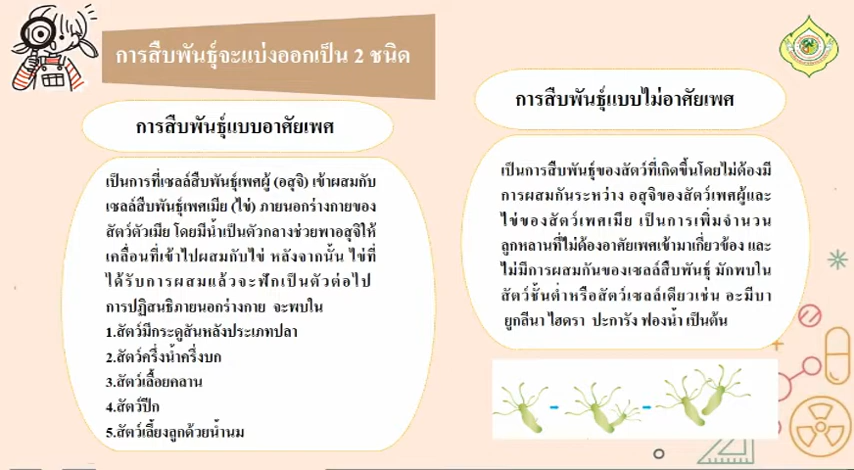 การสืบพันธุ์จะแบ่งออกเป็น 2 ชนิด
การสืบพันธุ์แบบอาศัยเพศ
เป็นการที่เซลล์สืบพันธุ์เพศผู้ (อสุจิ) เข้าผสมกับ
เซลล์สืบพันธุ์เพศเมีย (ไข่) ภายนอกร่างกายของ
สัตว์ตัวเมีย โดยมีน้ำเป็นตัวกลางช่วยพาอสุจิให้
เคลื่อนที่เข้าไปผสมกับไข่ หลังจากนั้น ไข่ที่
ได้รับการผสมแล้วจะฟักเป็นตัวต่อไป
การปฏิสนธิภายนอกร่างกาย จะพบใน
1.สัตว์มีกระดูสันหลังประเภทปลา
2.สัตว์ครึ่งน้ำครึ่งบก
3.สัตว์เลื้อยคลาน
4.สัตว์ปีก
5.สัตว์เลี้ยงลูกด้วยน้ำนม
การสืบพันธุ์แบบไม่อาศัยเพศ
เป็นการสืบพันธุ์ของสัตว์ที่เกิดขึ้นโดยไม่ต้องมี
การผสมกันระหว่าง อสุจิของสัตว์เพศผู้และ
ไข่ของสัตว์เพศเมีย เป็นการเพิ่มจำนวน
ลูกหลานที่ไม่ต้องอาศัยเพศเข้ามาเกี่ยวข้อง และ
ไม่มีการผสมกันของเซลล์สืบพันธุ์ มักพบใน
สัตว์ชั้นต่ำหรือสัตว์เซลล์เดียวเช่น อะมีบา
ยูกลีนา ไฮดรา ปะการัง ฟองน้ำ เป็นต้น